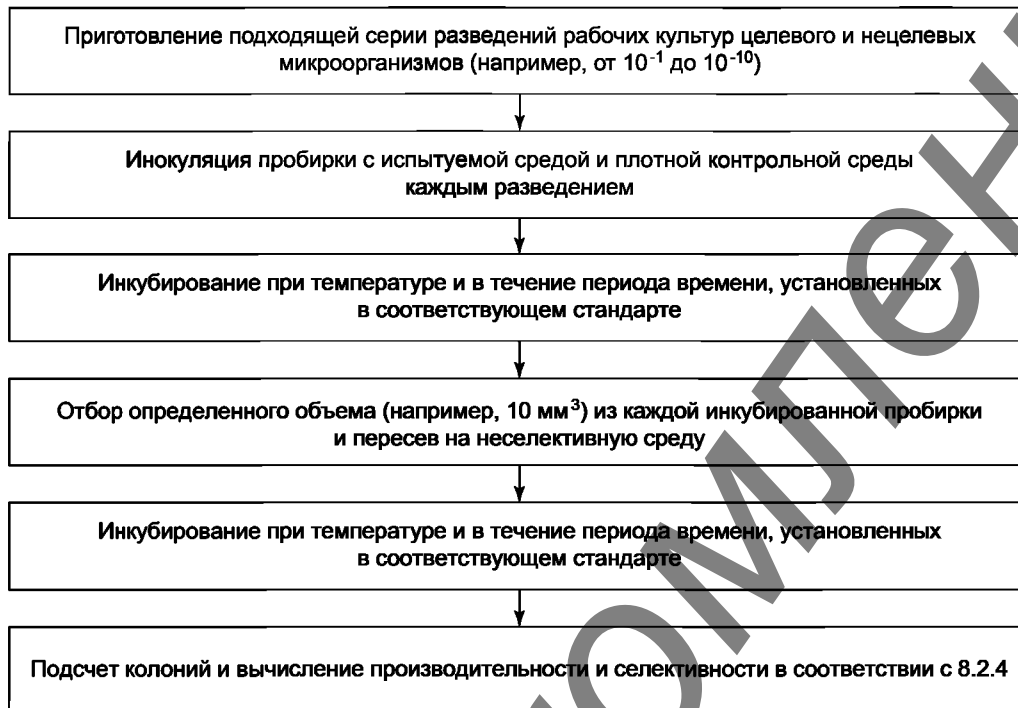 Приготовление подходящей серии разведений рабочих культур целевого и нецелевых
микроорганизмов (например, от 10⁻¹ до 10⁻¹⁰)
Инокуляция пробирки с испытуемой средой и плотной контрольной среды
каждым разведением
Инкубирование при температуре и в течение периода времени, установленных
в соответствующем стандарте
Отбор определенного объема (например, 10 мм³) из каждой инкубированной пробирки
и пересев на неселективную среду
Инкубирование при температуре и в течение периода времени, установленных
в соответствующем стандарте
Подсчет колоний и вычисление производительности и селективности в соответствии с 8.2.4